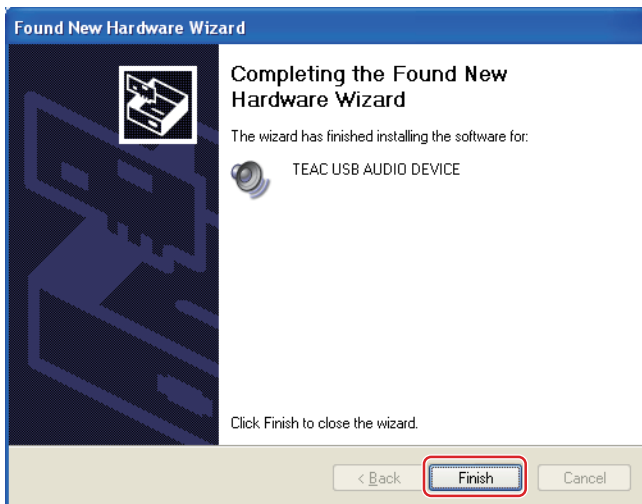 Found New Hardware Wizard
Completing the Found New
Hardware Wizard
The wizard has finished installing the software for:
TEAC USB AUDIO DEVICE
Click Finish to close the wizard.
< Back
Finish
Cancel